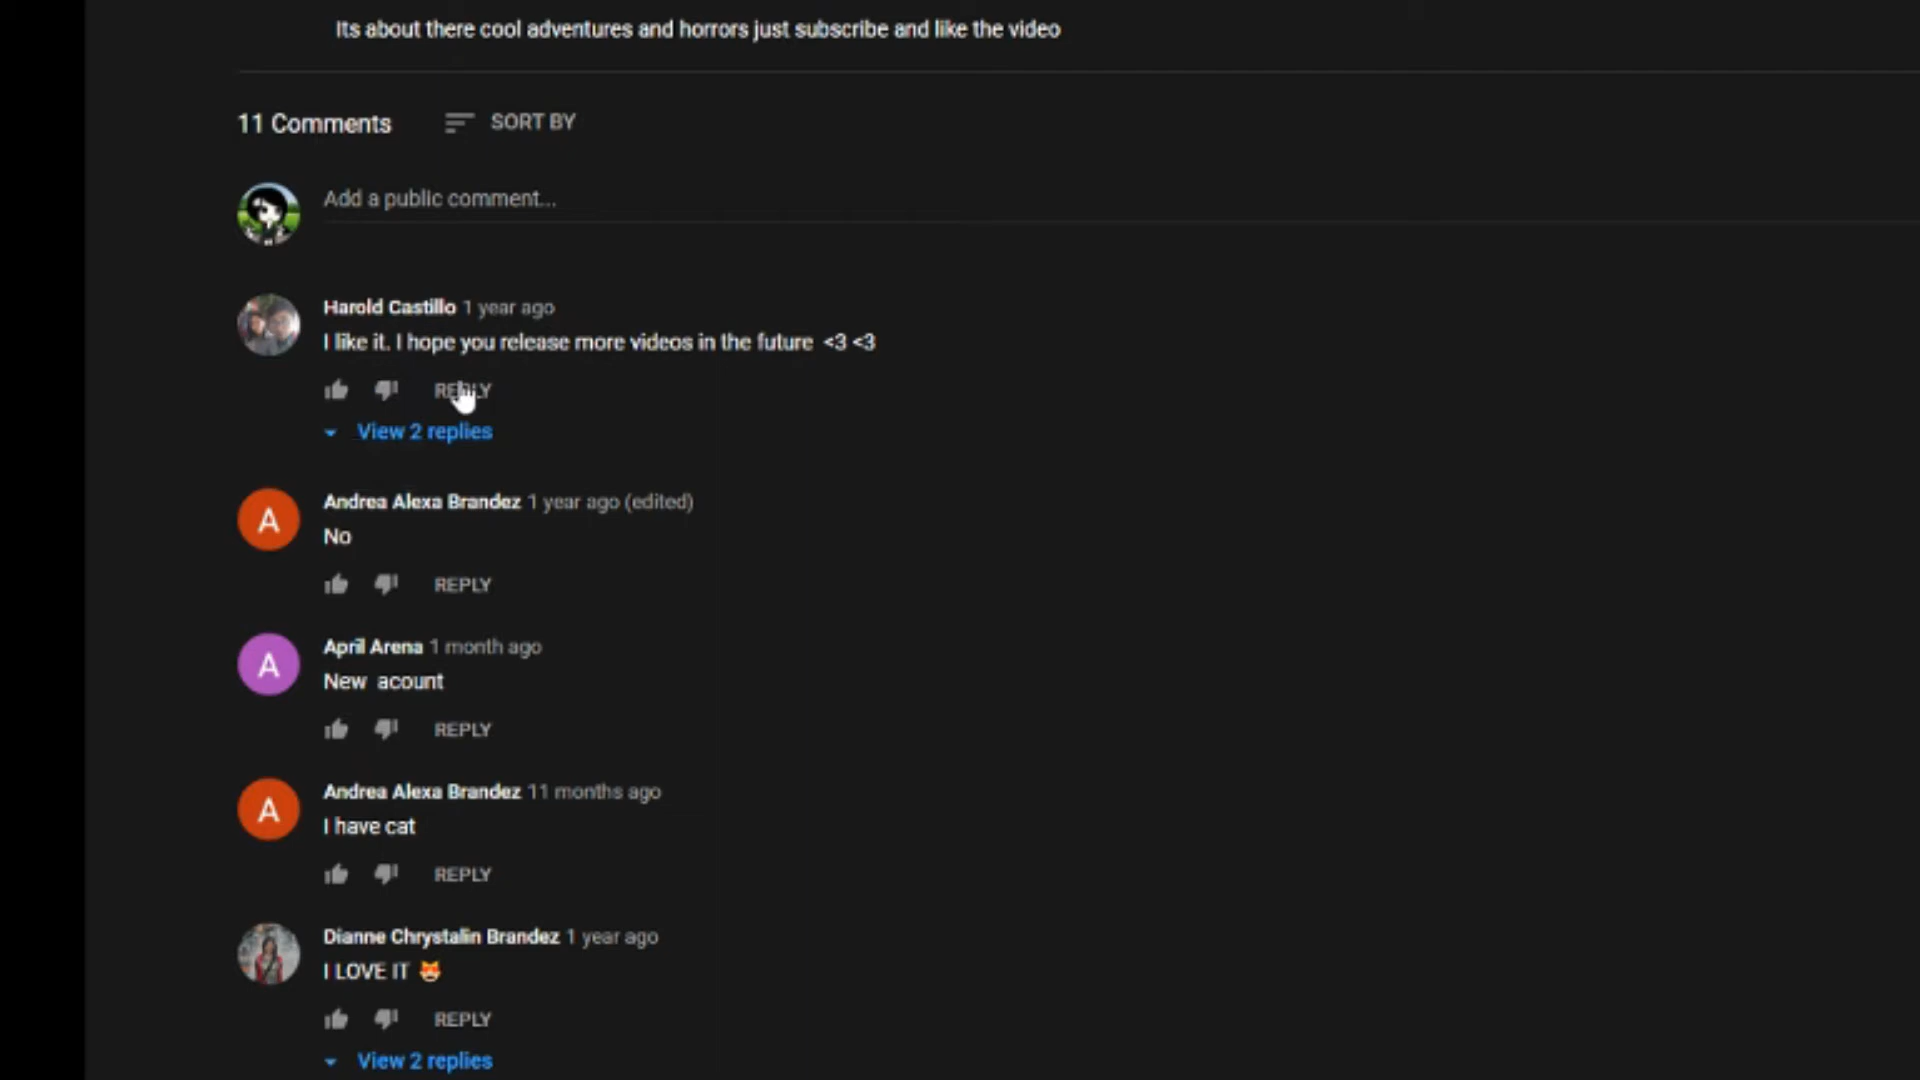 Its about there cool adventures and horrors just subscribe and like the video
11 Comments SORT BY
Add a public comment...
Harold Castillo 1 year ago
I like it. I hope you release more videos in the future <3 <3
REPLY
View 2 replies
A
Andrea Alexa Brandez 1 year ago (edited)
No
REPLY
A
April Arena 1 month ago
New acount
REPLY
A
Andrea Alexa Brandez 11 months ago
I have cat
REPLY
Dianne Chrystalin Brandez 1 year ago
I LOVE IT 😻
REPLY
View 2 replies